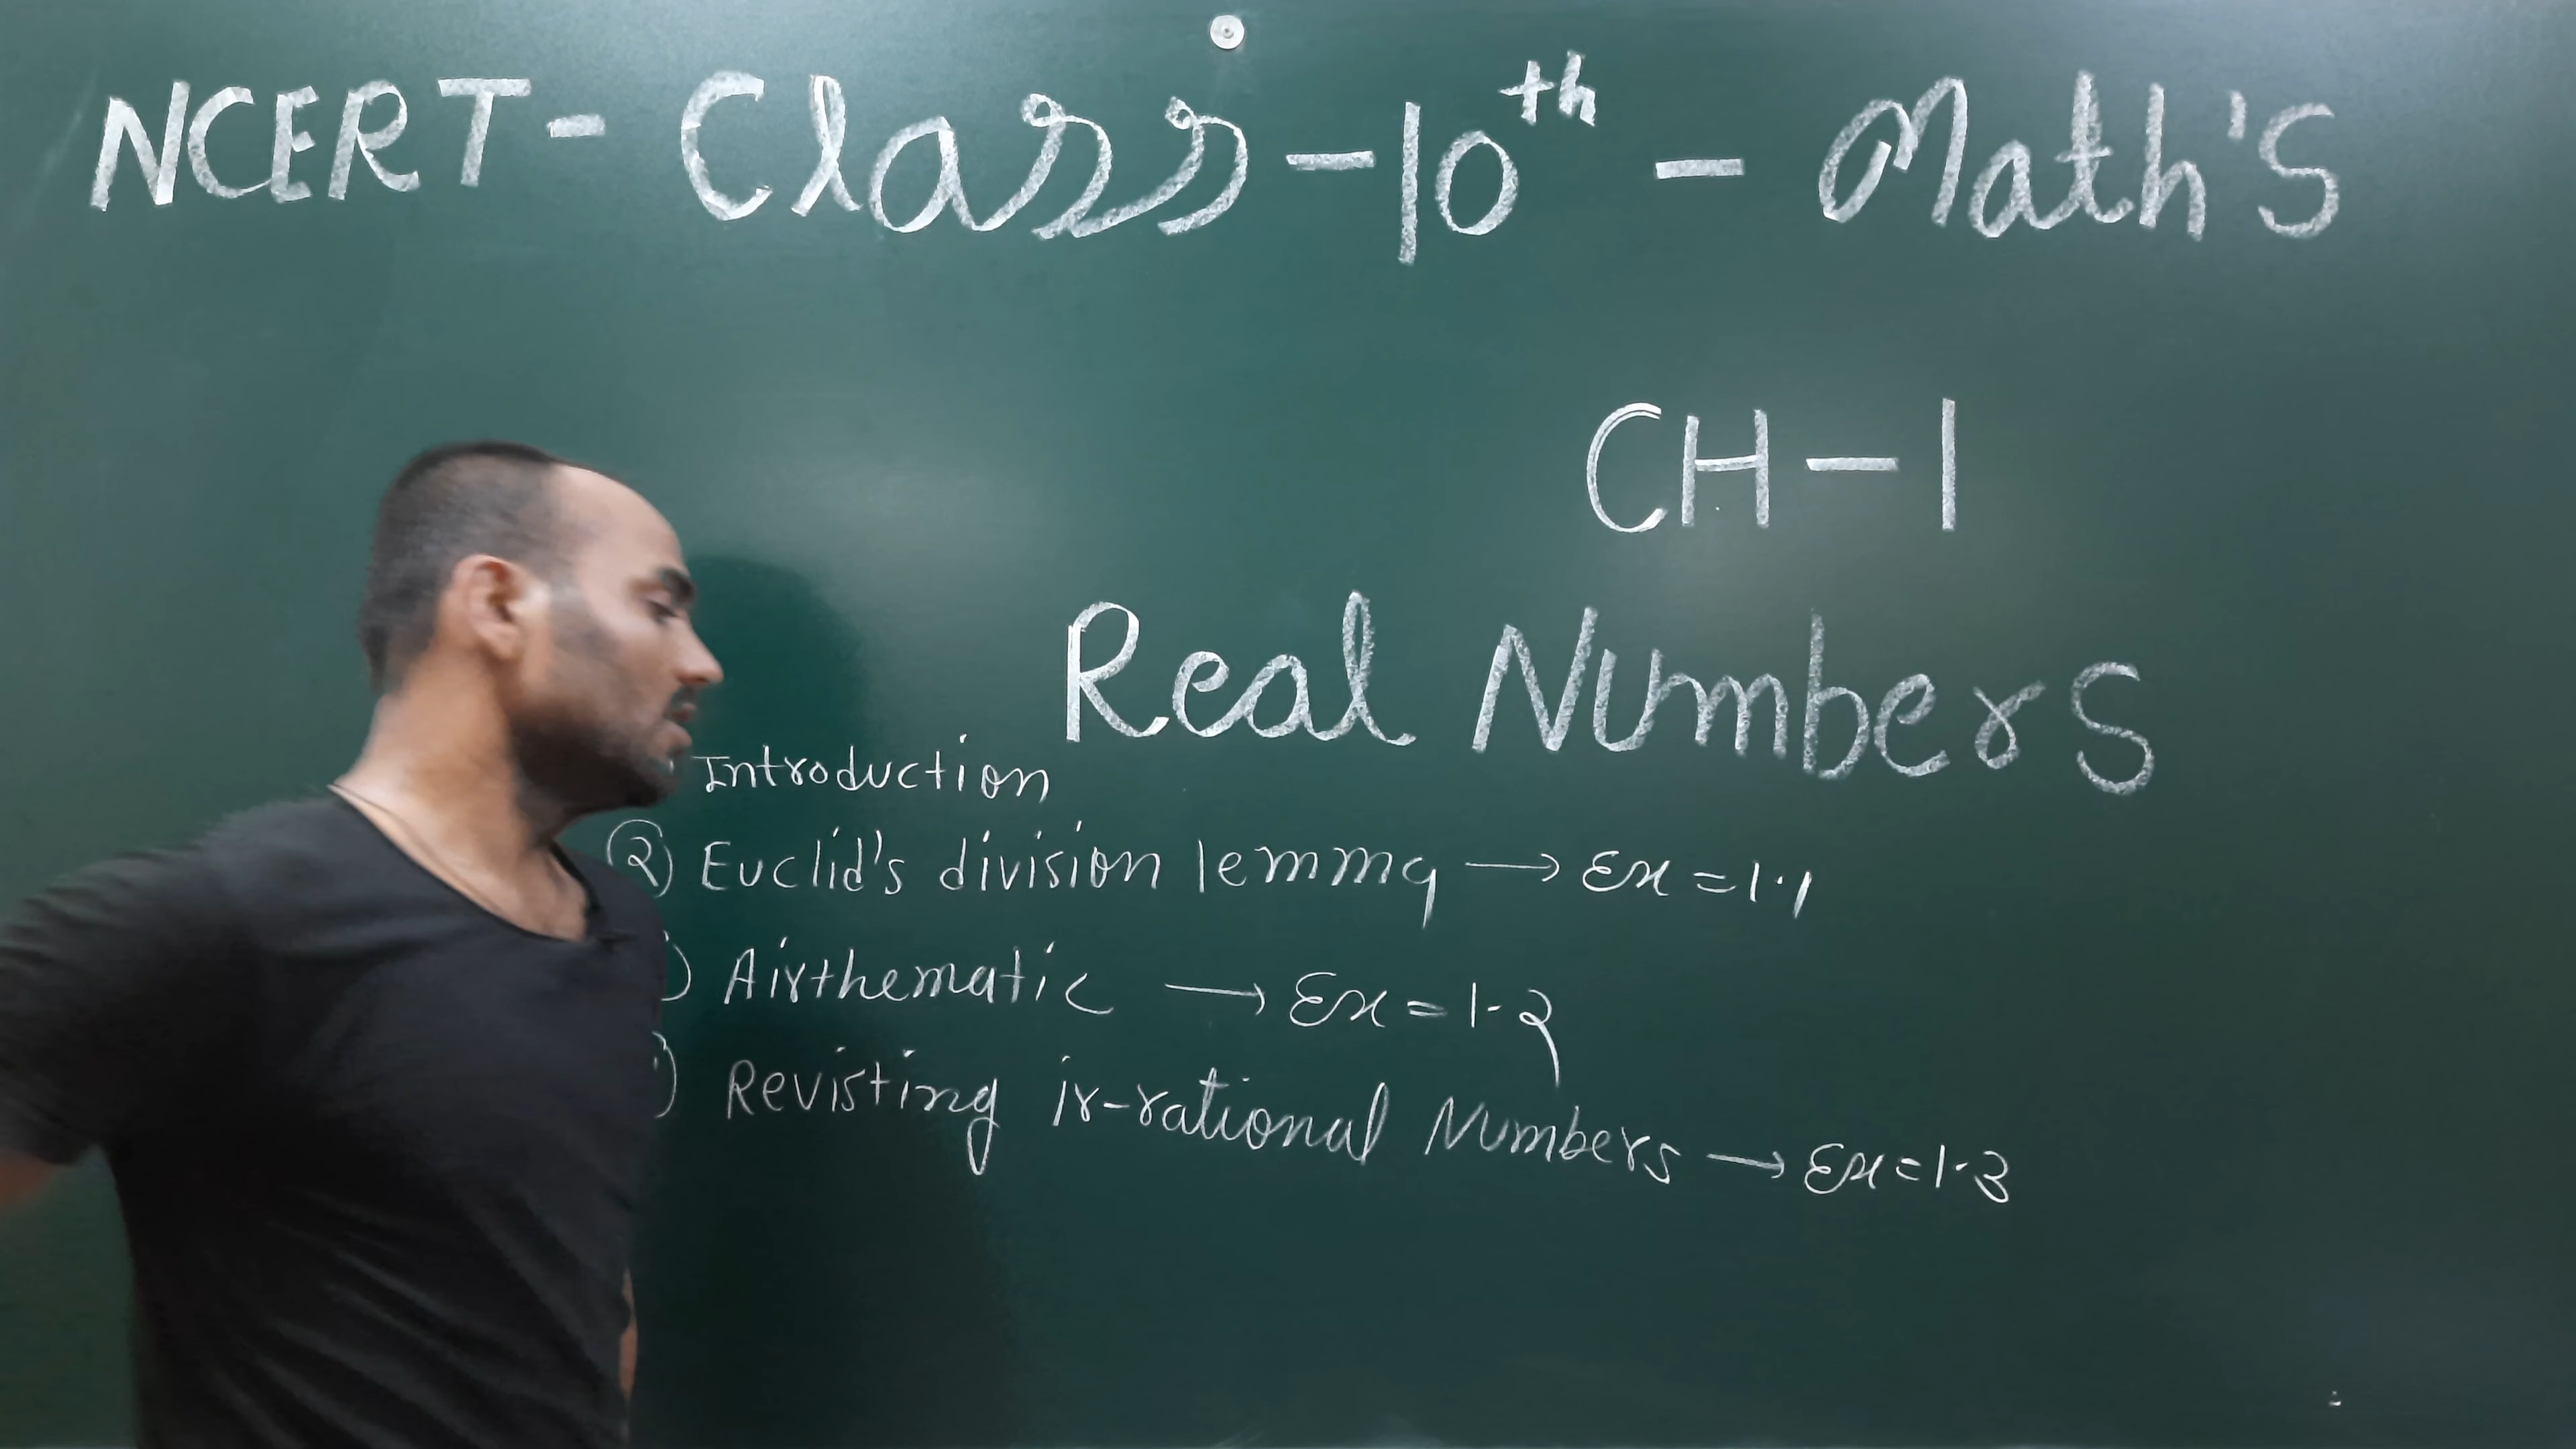 NCERT - Class - 10th - Math's
CH - 1
Real Numbers
Introduction
(2) Euclid's division lemma → Ex = 1.1
) Airthematic → Ex = 1.2
) Revisting ir-rational Numbers → Ex = 1.3